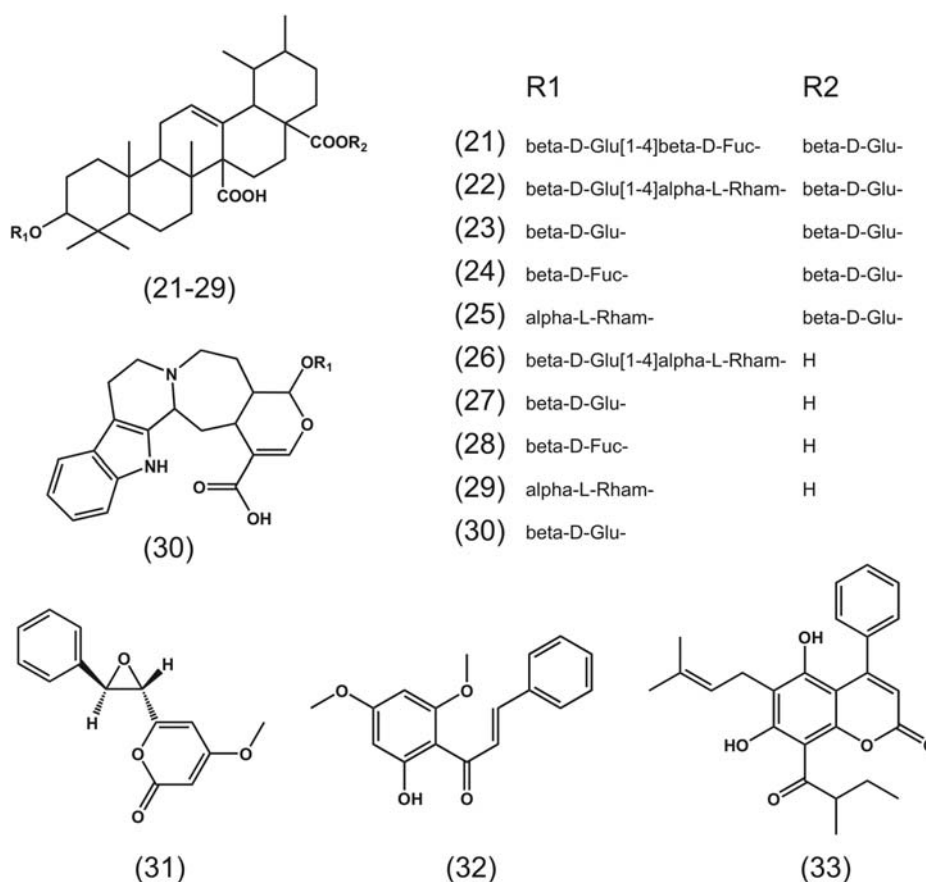 R1 R2
(21) beta-D-Glu[1-4]beta-D-Fuc- beta-D-Glu-
(22) beta-D-Glu[1-4]alpha-L-Rham- beta-D-Glu-
(23) beta-D-Glu- beta-D-Glu-
(24) beta-D-Fuc- beta-D-Glu-
(25) alpha-L-Rham- beta-D-Glu-
(26) beta-D-Glu[1-4]alpha-L-Rham- H
(27) beta-D-Glu- H
(28) beta-D-Fuc- H
(29) alpha-L-Rham- H
(30) beta-D-Glu-
COOR2
COOH
R1O
(21-29)
OR1
N
O
NH
O
OH
(30)
O
H
H
O
O
O
(31)
O
O
OH
O
(32)
OH
HO
O
O
O
(33)